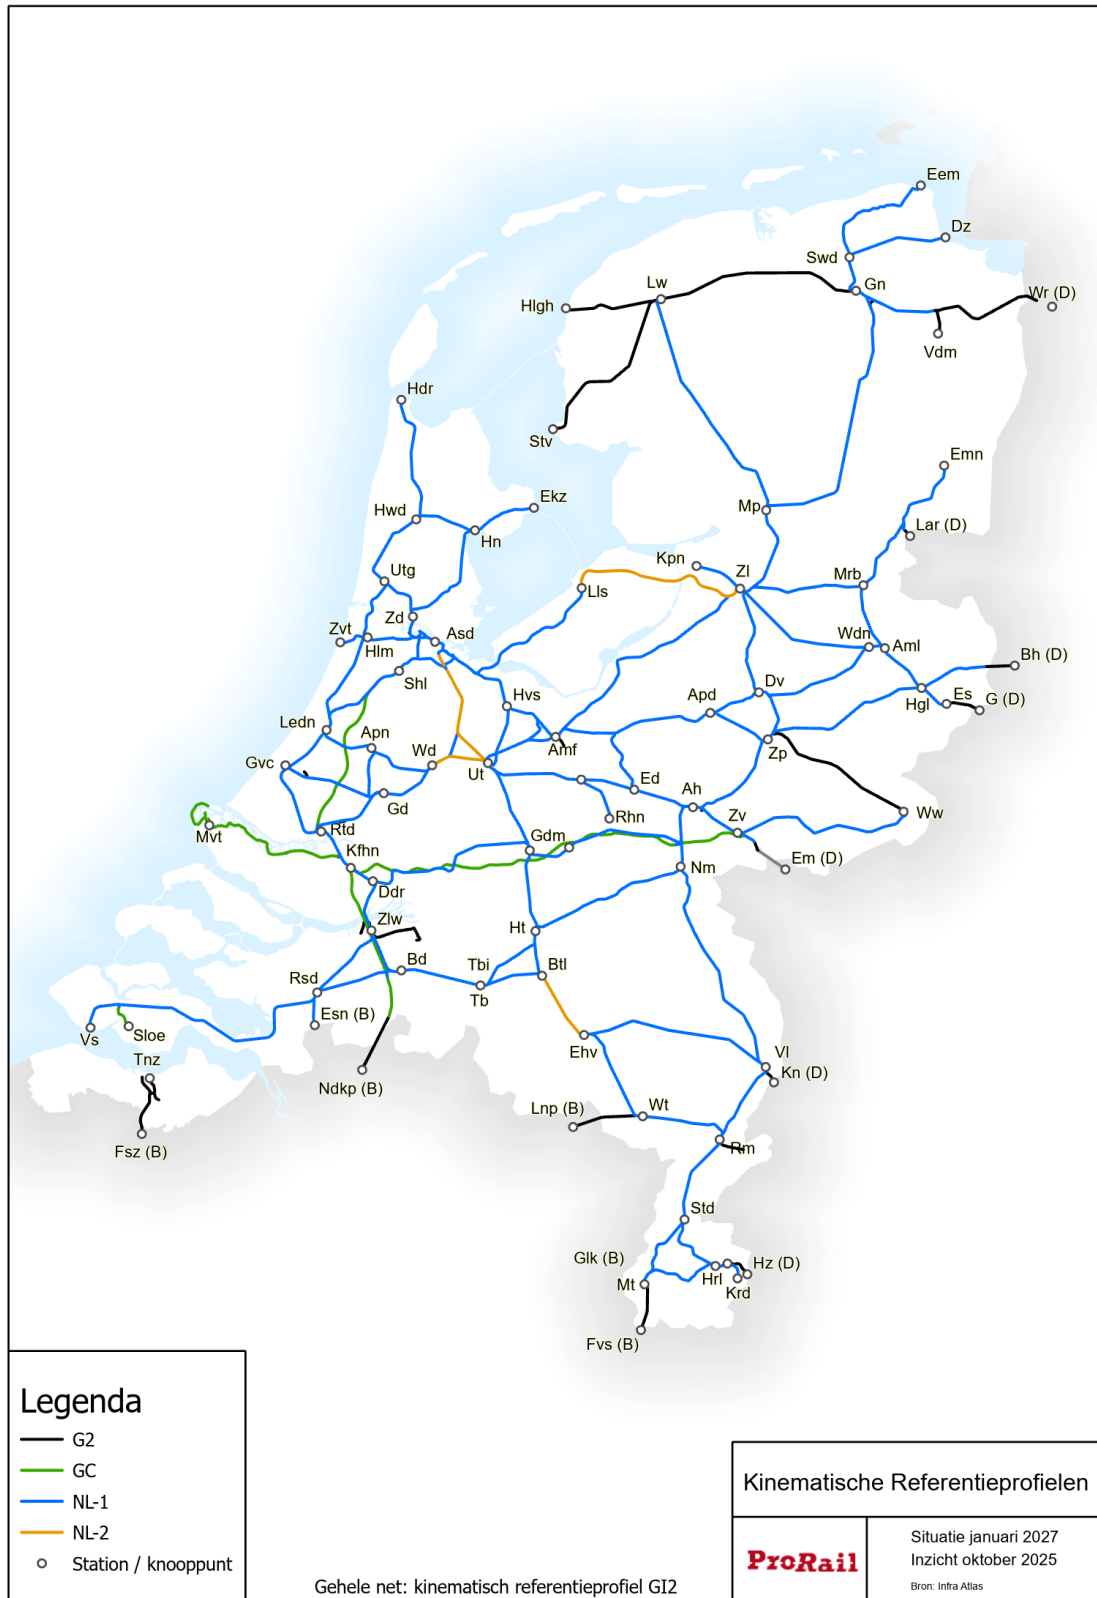 Eem
Dz
Swd
Lw
Gn
Hlgh
Wr (D)
Vdm
Hdr
Stv
Emn
Ekz
Mp
Hwd
Hn
Lar (D)
Kpn
Zl
Utg
Mrb
Lls
Zd
Zvt
Asd
Hlm
Wdn
Aml
Bh (D)
Shl
Hvs
Apd
Dv
Es
G (D)
Hgl
Ledn
Apn
Amf
Zp
Gvc
Wd
Ut
Ed
Ah
Gd
Rhn
Zv
Ww
Rtd
Mvt
Gdm
Kfhn
Em (D)
Nm
Ddr
Zlw
Ht
Bd
Tbi
Btl
Rsd
Tb
Esn (B)
Vs
Sloe
Ehv
Tnz
Vl
Kn (D)
Ndkp (B)
Lnp (B)
Wt
Fsz (B)
Rm
Std
Glk (B)
Hz (D)
Mt
Hrl
Krd
Fvs (B)
Legenda
G2
GC
NL-1
NL-2
Station / knooppunt
Gehele net: kinematisch referentieprofiel GI2
Kinematische Referentieprofielen
ProRail
Situatie januari 2027
Inzicht oktober 2025
Bron: Infra Atlas